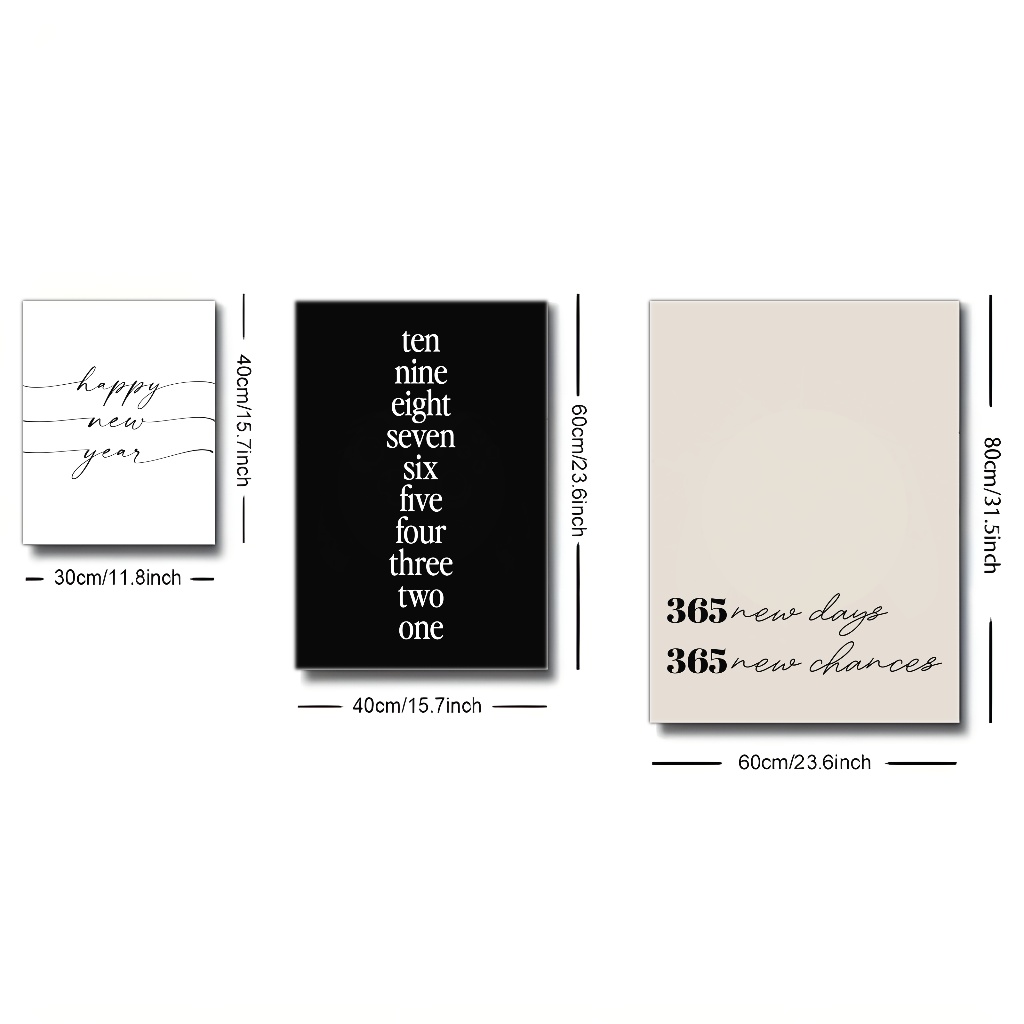 happy
new
year
40cm/15.7inch
30cm/11.8inch
ten
nine
eight
seven
six
five
four
three
two
one
60cm/23.6inch
40cm/15.7inch
365 new days
365 new chances
80cm/31.5inch
60cm/23.6inch